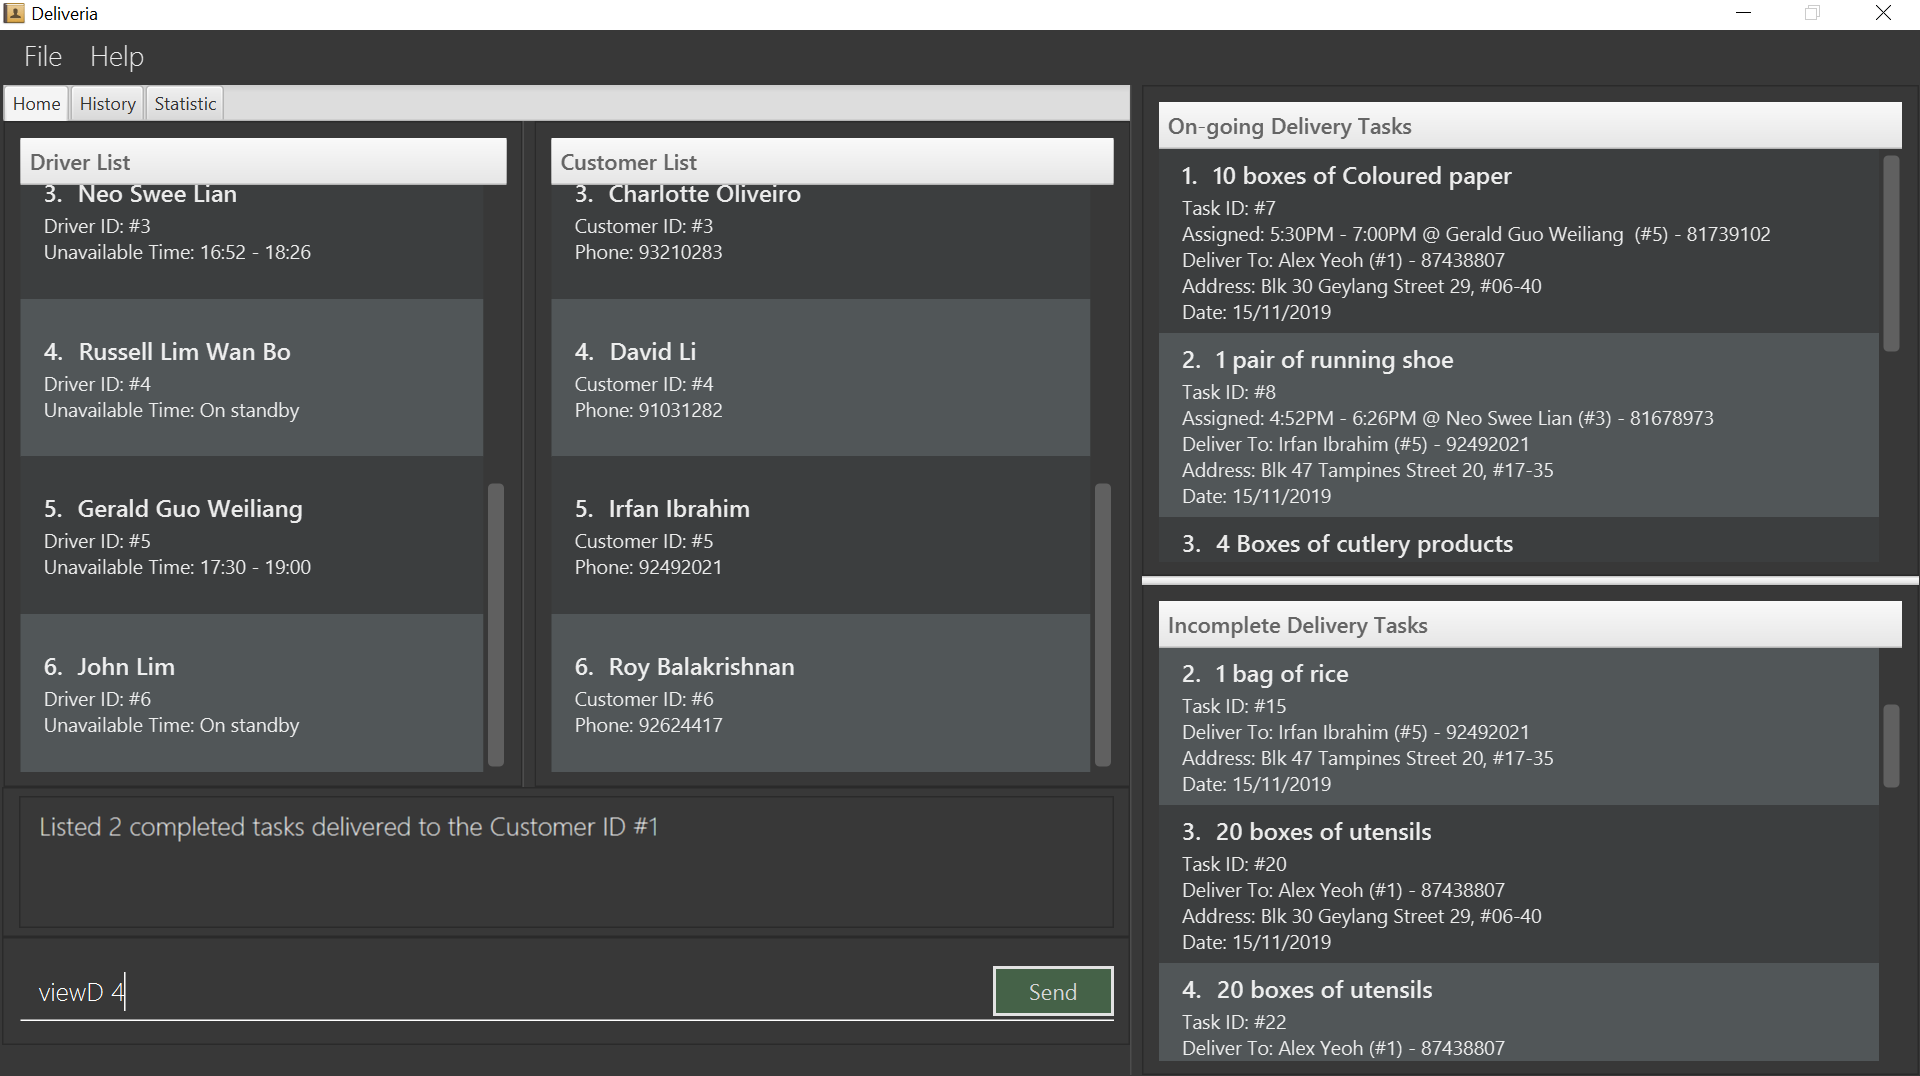 Deliveria
File Help
Home History Statistic
Driver List
3. Neo Swee Lian
Driver ID: #3
Unavailable Time: 16:52 - 18:26
4. Russell Lim Wan Bo
Driver ID: #4
Unavailable Time: On standby
5. Gerald Guo Weiliang
Driver ID: #5
Unavailable Time: 17:30 - 19:00
6. John Lim
Driver ID: #6
Unavailable Time: On standby
Customer List
3. Charlotte Oliveiro
Customer ID: #3
Phone: 93210283
4. David Li
Customer ID: #4
Phone: 91031282
5. Irfan Ibrahim
Customer ID: #5
Phone: 92492021
6. Roy Balakrishnan
Customer ID: #6
Phone: 92624417
Listed 2 completed tasks delivered to the Customer ID #1
viewD 4
Send
On-going Delivery Tasks
1. 10 boxes of Coloured paper
Task ID: #7
Assigned: 5:30PM - 7:00PM @ Gerald Guo Weiliang (#5) - 81739102
Deliver To: Alex Yeoh (#1) - 87438807
Address: Blk 30 Geylang Street 29, #06-40
Date: 15/11/2019
2. 1 pair of running shoe
Task ID: #8
Assigned: 4:52PM - 6:26PM @ Neo Swee Lian (#3) - 81678973
Deliver To: Irfan Ibrahim (#5) - 92492021
Address: Blk 47 Tampines Street 20, #17-35
Date: 15/11/2019
3. 4 Boxes of cutlery products
Incomplete Delivery Tasks
2. 1 bag of rice
Task ID: #15
Deliver To: Irfan Ibrahim (#5) - 92492021
Address: Blk 47 Tampines Street 20, #17-35
Date: 15/11/2019
3. 20 boxes of utensils
Task ID: #20
Deliver To: Alex Yeoh (#1) - 87438807
Address: Blk 30 Geylang Street 29, #06-40
Date: 15/11/2019
4. 20 boxes of utensils
Task ID: #22
Deliver To: Alex Yeoh (#1) - 87438807